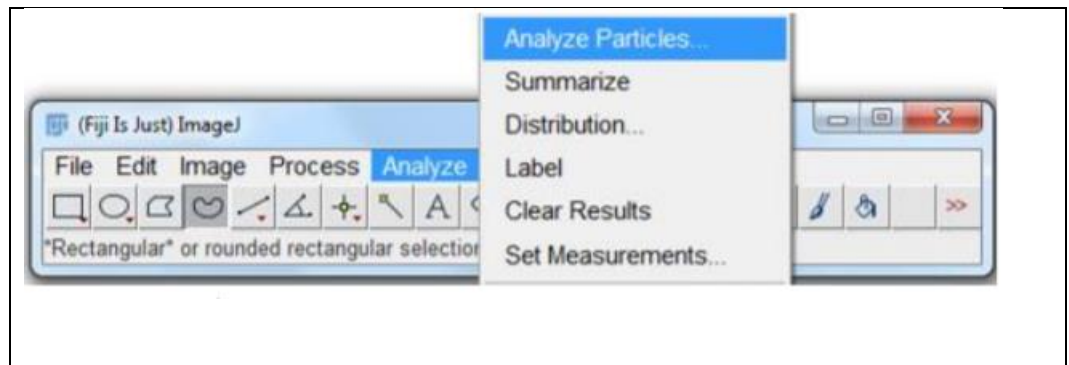 Analyze Particles...
Summarize
Distribution...
Label
Clear Results
Set Measurements...
(Fiji Is Just) ImageJ
File Edit Image Process Analyze
A
>>
*Rectangular* or rounded rectangular selection